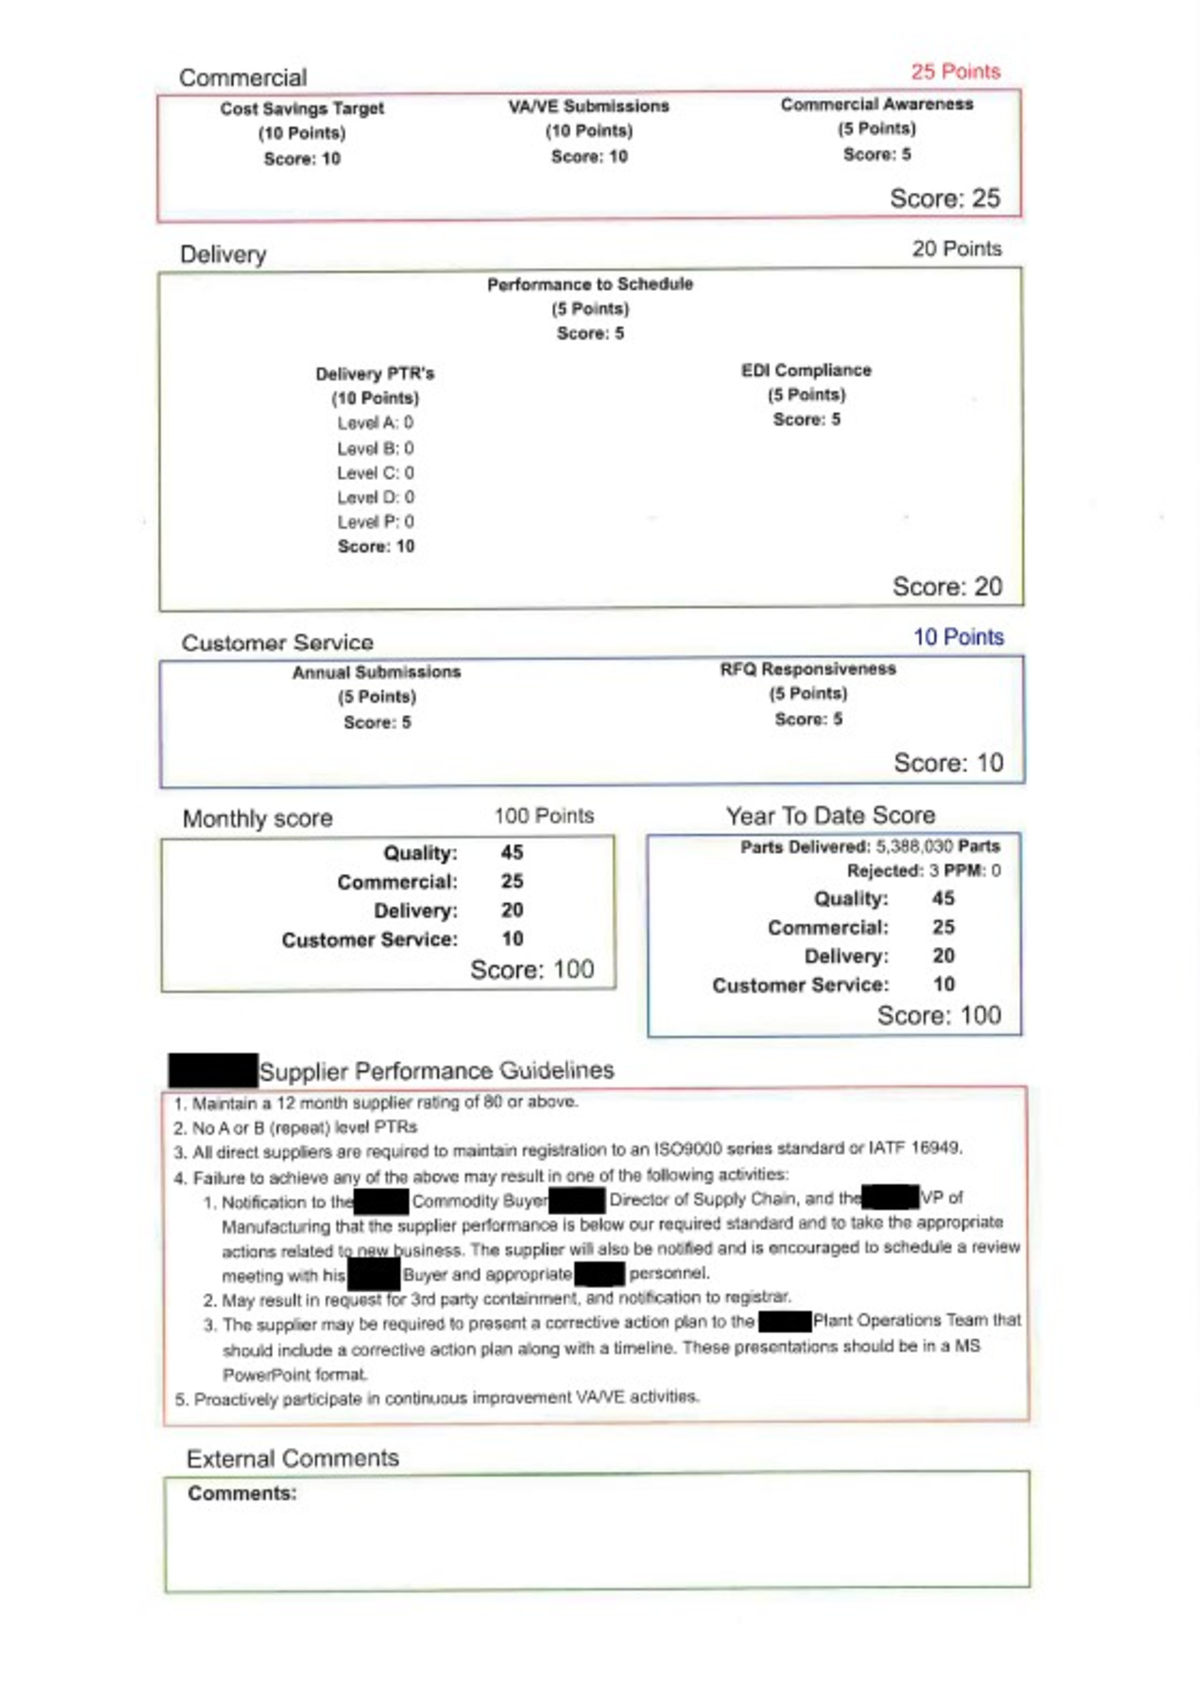 Commercial 25 Points
Cost Savings Target VA/VE Submissions Commercial Awareness
(10 Points) (10 Points) (5 Points)
Score: 10 Score: 10 Score: 5
Score: 25
Delivery 20 Points
Performance to Schedule
(5 Points)
Score: 5
Delivery PTR's EDI Compliance
(10 Points) (5 Points)
Level A: 0 Score: 5
Level B: 0
Level C: 0
Level D: 0
Level P: 0
Score: 10
Score: 20
Customer Service 10 Points
Annual Submissions RFQ Responsiveness
(5 Points) (5 Points)
Score: 5 Score: 5
Score: 10
Monthly score 100 Points
Quality: 45
Commercial: 25
Delivery: 20
Customer Service: 10
Score: 100
Year To Date Score
Parts Delivered: 5,388,030 Parts
Rejected: 3 PPM: 0
Quality: 45
Commercial: 25
Delivery: 20
Customer Service: 10
Score: 100
Supplier Performance Guidelines
1. Maintain a 12 month supplier rating of 80 or above.
2. No A or B (repeat) level PTRs
3. All direct suppliers are required to maintain registration to an ISO9000 series standard or IATF 16949.
4. Failure to achieve any of the above may result in one of the following activities:
1. Notification to the Commodity Buyer Director of Supply Chain, and the VP of
Manufacturing that the supplier performance is below our required standard and to take the appropriate
actions related to new business. The supplier will also be notified and is encouraged to schedule a review
meeting with his Buyer and appropriate personnel.
2. May result in request for 3rd party containment, and notification to registrar.
3. The supplier may be required to present a corrective action plan to the Plant Operations Team that
should include a corrective action plan along with a timeline. These presentations should be in a MS
PowerPoint format.
5. Proactively participate in continuous improvement VA/VE activities.
External Comments
Comments: